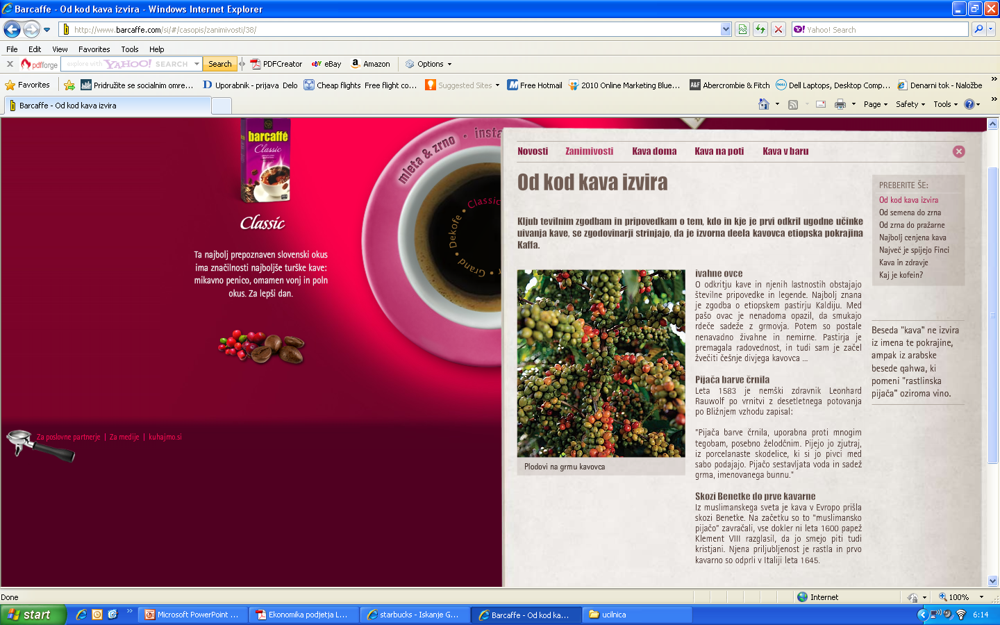 Barcaffe - Od kod kava izvira - Windows Internet Explorer
http://www.barcaffe.com/si/#/casopis/zanimivosti/38/
Yahoo! Search
File Edit View Favorites Tools Help
pdfforge explore with YAHOO! SEARCH Search PDFCreator eBay Amazon Options
Favorites Pridružite se socialnim omre... Uporabnik - prijava Delo Cheap flights Free flight co... Suggested Sites Free Hotmail 2010 Online Marketing Blue... Abercrombie & Fitch Dell Laptops, Desktop Comp... Denarni tok - Naložbe
Barcaffe - Od kod kava izvira
Page Safety Tools
barcaffé
Classic
Classic
Ta najbolj prepoznaven slovenski okus
ima značilnosti najboljše turške kave:
mikavno penico, omamen vonj in poln
okus. Za lepši dan.
mleta & zrno • insta
Classic
Dekofe • Grand •
Za poslovne partnerje | Za medije | kuhajmo.si
Novosti Zanimivosti Kava doma Kava na poti Kava v baru
Od kod kava izvira
Kljub tevilnim zgodbam in pripovedkam o tem, kdo in kje je prvi odkril ugodne učinke
uivanja kave, se zgodovinarji strinjajo, da je izvorna deela kavovca etiopska pokrajina
Kaffa.
Plodovi na grmu kavovca
ivahne ovce
O odkritju kave in njenih lastnostih obstajajo
številne pripovedke in legende. Najbolj znana
je zgodba o etiopskem pastirju Kaldiju. Med
pašo ovac je nenadoma opazil, da smukajo
rdeče sadeže z grmovja. Potem so postale
nenavadno živahne in nemirne. Pastirja je
premagala radovednost, in tudi sam je začel
žvečiti češnje divjega kavovca ...
Pijača barve črnila
Leta 1583 je nemški zdravnik Leonhard
Rauwolf po vrnitvi z desetletnega potovanja
po Bližnjem vzhodu zapisal:
"Pijača barve črnila, uporabna proti mnogim
tegobam, posebno želodčnim. Pijejo jo zjutraj,
iz porcelanaste skodelice, ki si jo pivci med
sabo podajajo. Pijačo sestavljata voda in sadež
grma, imenovanega bunnu."
Skozi Benetke do prve kavarne
Iz muslimanskega sveta je kava v Evropo prišla
skozi Benetke. Na začetku so to "muslimansko
pijačo" zavračali, vse dokler ni leta 1600 papež
Klement VIII razglasil, da jo smejo piti tudi
kristjani. Njena priljubljenost je rastla in prvo
kavarno so odprli v Italiji leta 1645.
PREBERITE ŠE:
Od kod kava izvira
Od semena do zrna
Od zrna do pražarne
Najbolj cenjena kava
Največ je spijejo Finci
Kava in zdravje
Kaj je kofein?
Beseda "kava" ne izvira
iz imena te pokrajine,
ampak iz arabske
besede qahwa, ki
pomeni "rastlinska
pijača" oziroma vino.
Done Internet 100%
start Microsoft PowerPoint ... Ekonomika podjetja L... starbucks - Iskanje G... Barcaffe - Od kod ka... ucilnica 6:14